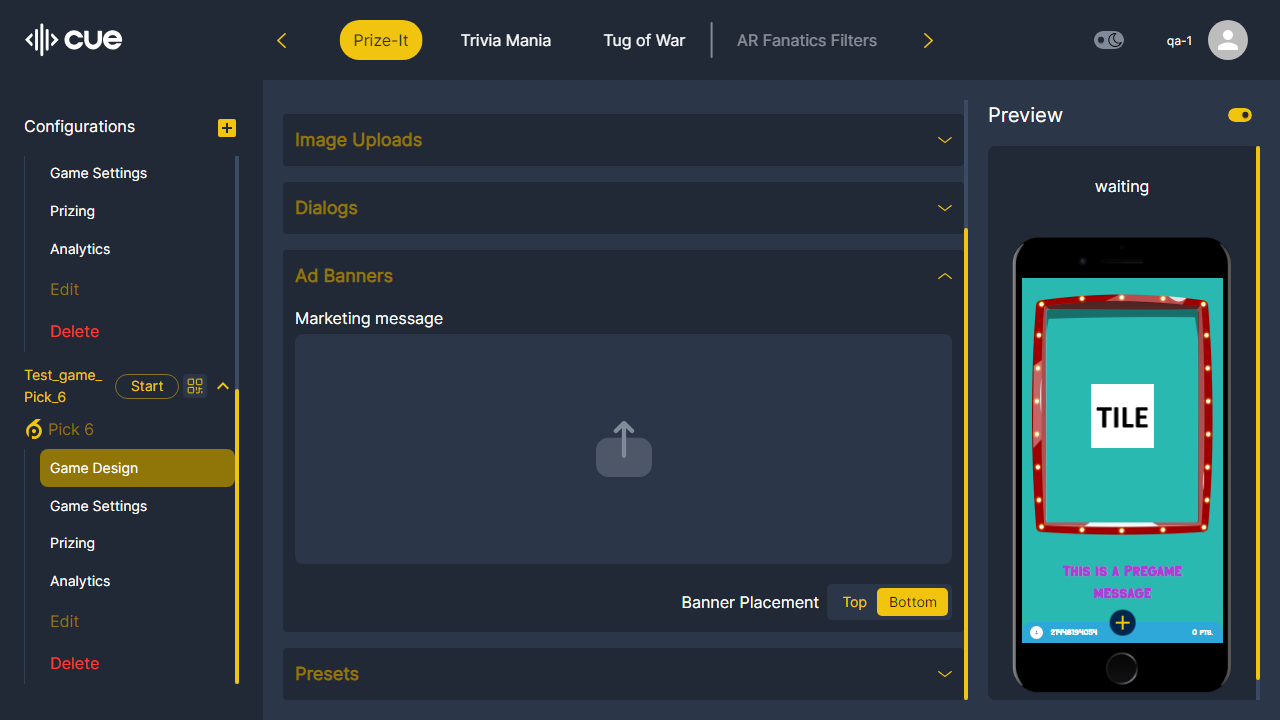 cue
Prize-It
Trivia Mania
Tug of War
AR Fanatics Filters
qa-1
Configurations
Game Settings
Prizing
Analytics
Edit
Delete
Test_game_
Pick_6
Start
Pick 6
Game Design
Game Settings
Prizing
Analytics
Edit
Delete
Image Uploads
Dialogs
Ad Banners
Marketing message
Banner Placement
Top
Bottom
Presets
Preview
waiting
TILE
THIS IS A PREGAME
MESSAGE
0 PTS.